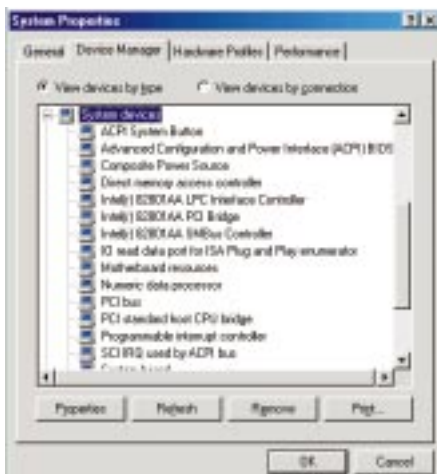 System Properties
General Device Manager Hardware Profiles Performance
View devices by type View devices by connection
System devices
ACPI System Button
Advanced Configuration and Power Interface (ACPI) BIOS
Composite Power Source
Direct memory access controller
Intel(r) 82801AA LPC Interface Controller
Intel(r) 82801AA PCI Bridge
Intel(r) 82801AA SMBus Controller
IO read data port for ISA Plug and Play enumerator
Motherboard resources
Numeric data processor
PCI bus
PCI standard host CPU bridge
Programmable interrupt controller
SCI IRQ used by ACPI bus
System board
Properties Refresh Remove Print...
OK Cancel